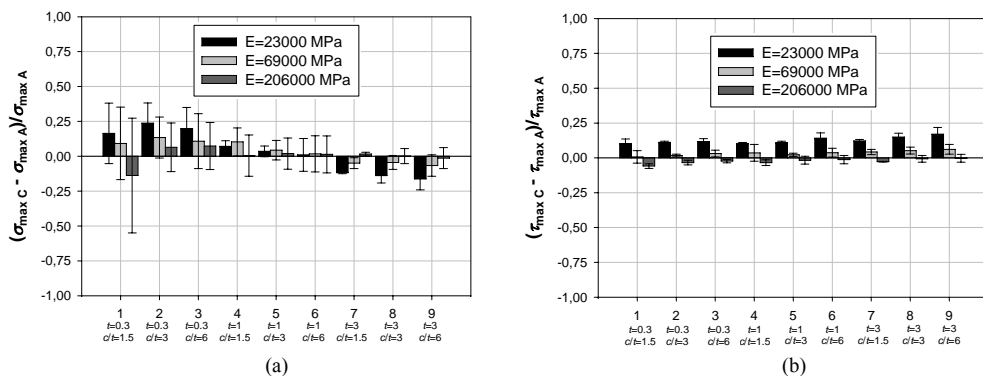 (σmax C - σmax A)/σmax A
1,00
0,75
0,50
0,25
0,00
-0,25
-0,50
-0,75
-1,00
E=23000 MPa
E=69000 MPa
E=206000 MPa
1 2 3 4 5 6 7 8 9
t=0.3 t=0.3 t=0.3 t=1 t=1 t=1 t=3 t=3 t=3
c/t=1.5 c/t=3 c/t=6 c/t=1.5 c/t=3 c/t=6 c/t=1.5 c/t=3 c/t=6
(a)
(τmax C - τmax A)/τmax A
1,00
0,75
0,50
0,25
0,00
-0,25
-0,50
-0,75
-1,00
E=23000 MPa
E=69000 MPa
E=206000 MPa
1 2 3 4 5 6 7 8 9
t=0.3 t=0.3 t=0.3 t=1 t=1 t=1 t=3 t=3 t=3
c/t=1.5 c/t=3 c/t=6 c/t=1.5 c/t=3 c/t=6 c/t=1.5 c/t=3 c/t=6
(b)